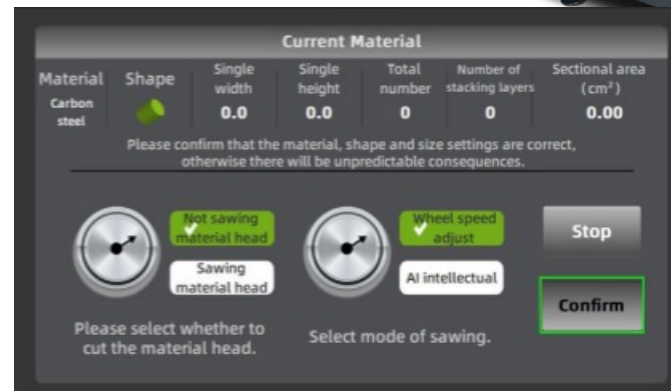 Current Material
Material Shape Single width Single height Total number Number of stacking layers Sectional area (cm²)
Carbon steel 0.0 0.0 0 0 0.00
Please confirm that the material, shape and size settings are correct,
otherwise there will be unpredictable consequences.
Not sawing
material head
Sawing
material head
Please select whether to
cut the material head.
Wheel speed
adjust
AI intellectual
Select mode of sawing.
Stop
Confirm